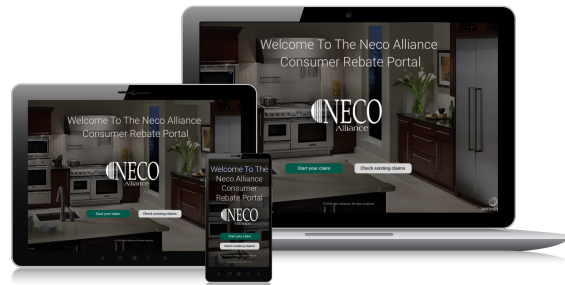 Welcome To The Neco Alliance
Consumer Rebate Portal
NECO
Alliance
Start your claim
Check existing claims
Welcome To The Neco Alliance
Consumer Rebate Portal
NECO
Alliance
Start your claim
Check existing claims
Welcome To The
Neco Alliance
Consumer
Rebate Portal
NECO
Alliance
Start your claim
Check existing claims